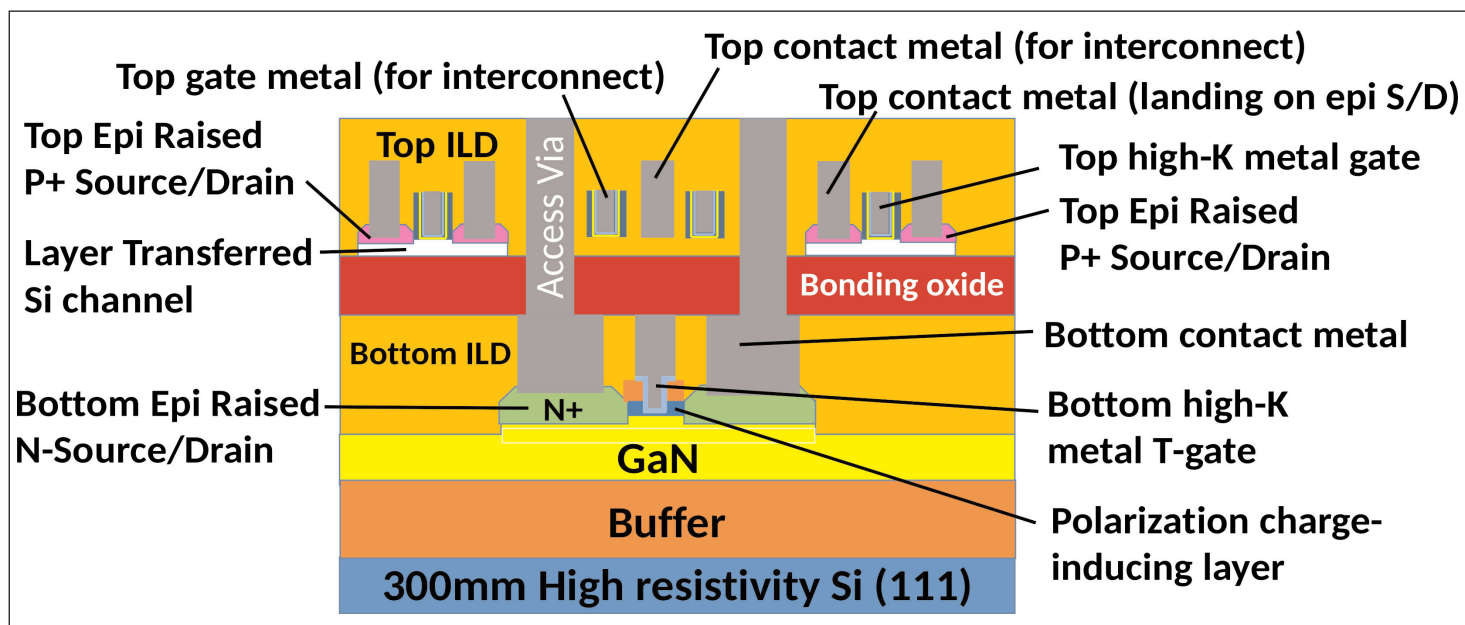 Top contact metal (for interconnect)
Top gate metal (for interconnect)
Top contact metal (landing on epi S/D)
Top Epi Raised
P+ Source/Drain
Top ILD
Access Via
Top high-K metal gate
Layer Transferred
Si channel
Top Epi Raised
P+ Source/Drain
Bonding oxide
Bottom ILD
Bottom contact metal
Bottom Epi Raised
N-Source/Drain
N+
Bottom high-K
metal T-gate
GaN
Buffer
Polarization charge-
inducing layer
300mm High resistivity Si (111)